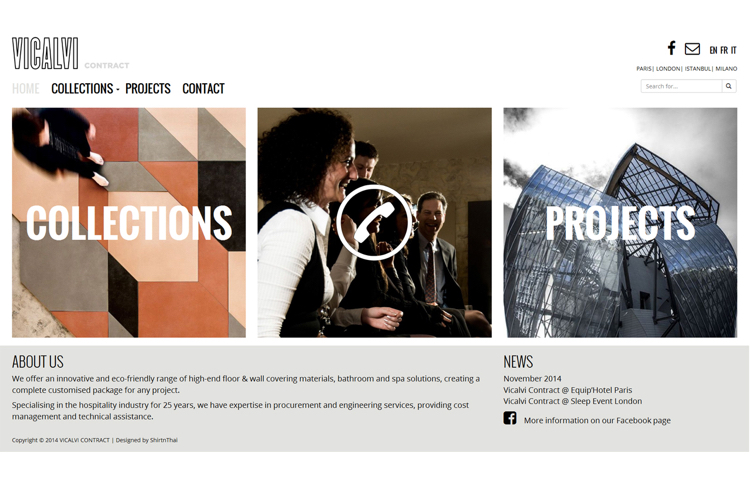 VICALVI CONTRACT
EN FR IT
PARIS| LONDON| ISTANBUL| MILANO
HOME COLLECTIONS - PROJECTS CONTACT
Search for...
COLLECTIONS
PROJECTS
ABOUT US
We offer an innovative and eco-friendly range of high-end floor & wall covering materials, bathroom and spa solutions, creating a
complete customised package for any project.
Specialising in the hospitality industry for 25 years, we have expertise in procurement and engineering services, providing cost
management and technical assistance.
Copyright © 2014 VICALVI CONTRACT | Designed by ShirtnThai
NEWS
November 2014
Vicalvi Contract @ Equip'Hotel Paris
Vicalvi Contract @ Sleep Event London
More information on our Facebook page